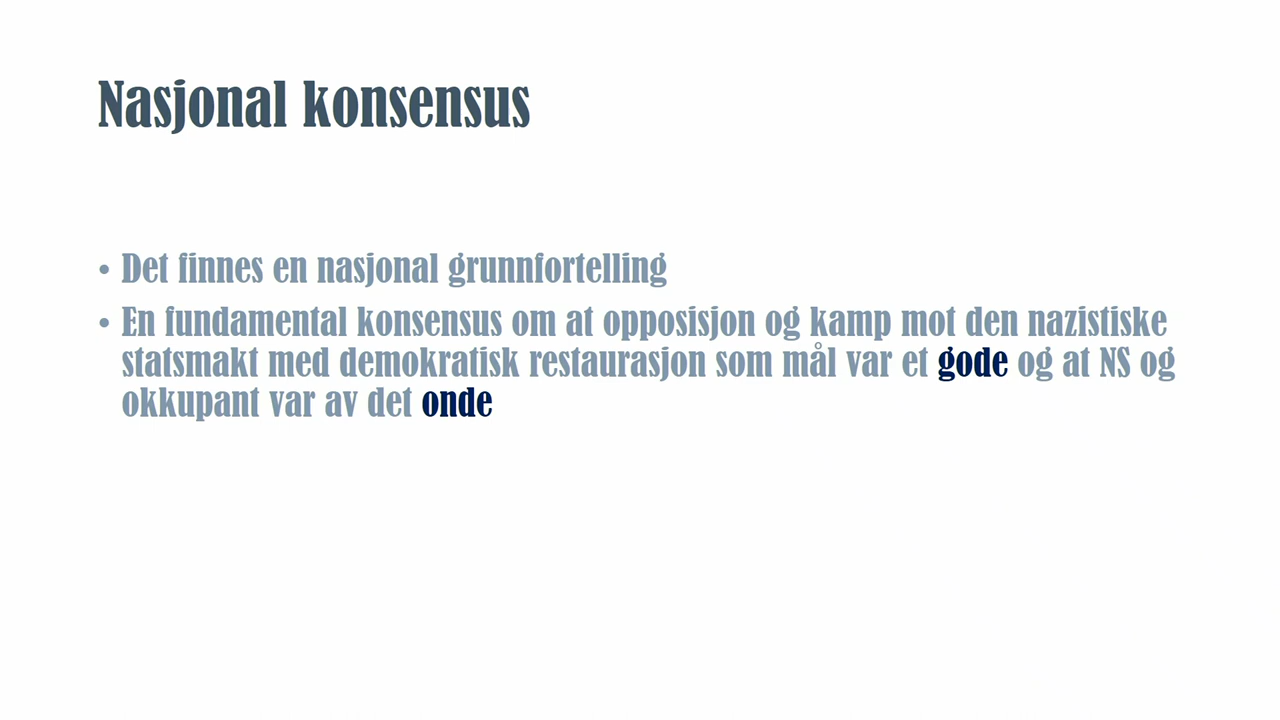 Nasjonal konsensus
• Det finnes en nasjonal grunnfortelling
• En fundamental konsensus om at opposisjon og kamp mot den nazistiske
statsmakt med demokratisk restaurasjon som mål var et gode og at NS og
okkupant var av det onde